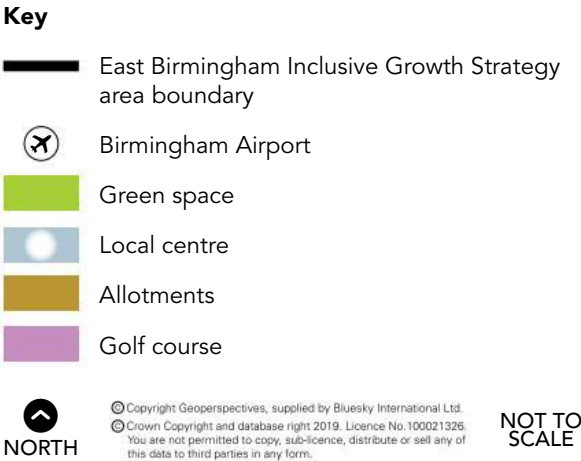 Key
East Birmingham Inclusive Growth Strategy
area boundary
Birmingham Airport
Green space
Local centre
Allotments
Golf course
NORTH
© Copyright Geoperspectives, supplied by Bluesky International Ltd.
© Crown Copyright and database right 2019. Licence No.100021326.
You are not permitted to copy, sub-licence, distribute or sell any of
this data to third parties in any form.
NOT TO
SCALE